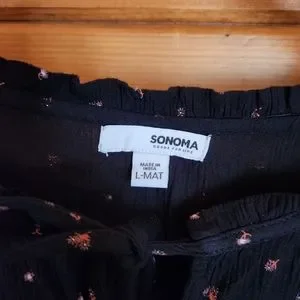 SONOMA
GOODS FOR LIFE
MADE IN
INDIA
L-MAT